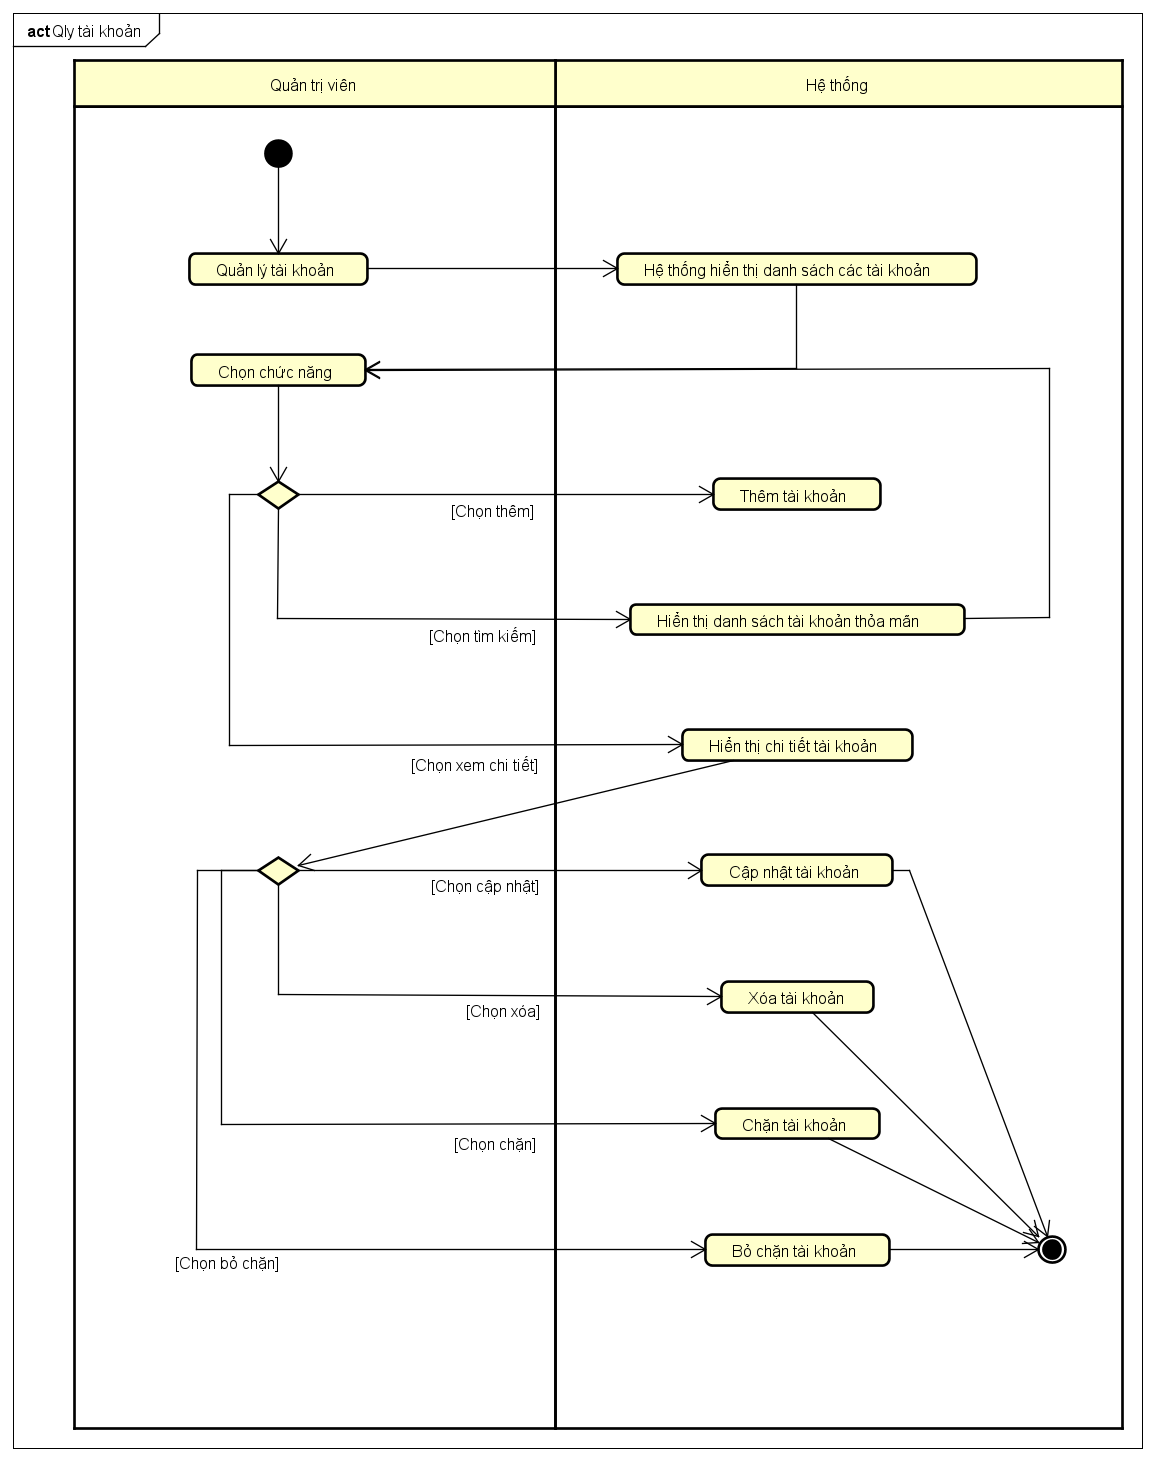 act Qly tài khoản
Quản trị viên
Hệ thống
Quản lý tài khoản
Hệ thống hiển thị danh sách các tài khoản
Chọn chức năng
Thêm tài khoản
[Chọn thêm]
Hiển thị danh sách tài khoản thỏa mãn
[Chọn tìm kiếm]
Hiển thị chi tiết tài khoản
[Chọn xem chi tiết]
Cập nhật tài khoản
[Chọn cập nhật]
Xóa tài khoản
[Chọn xóa]
Chặn tài khoản
[Chọn chặn]
Bỏ chặn tài khoản
[Chọn bỏ chặn]